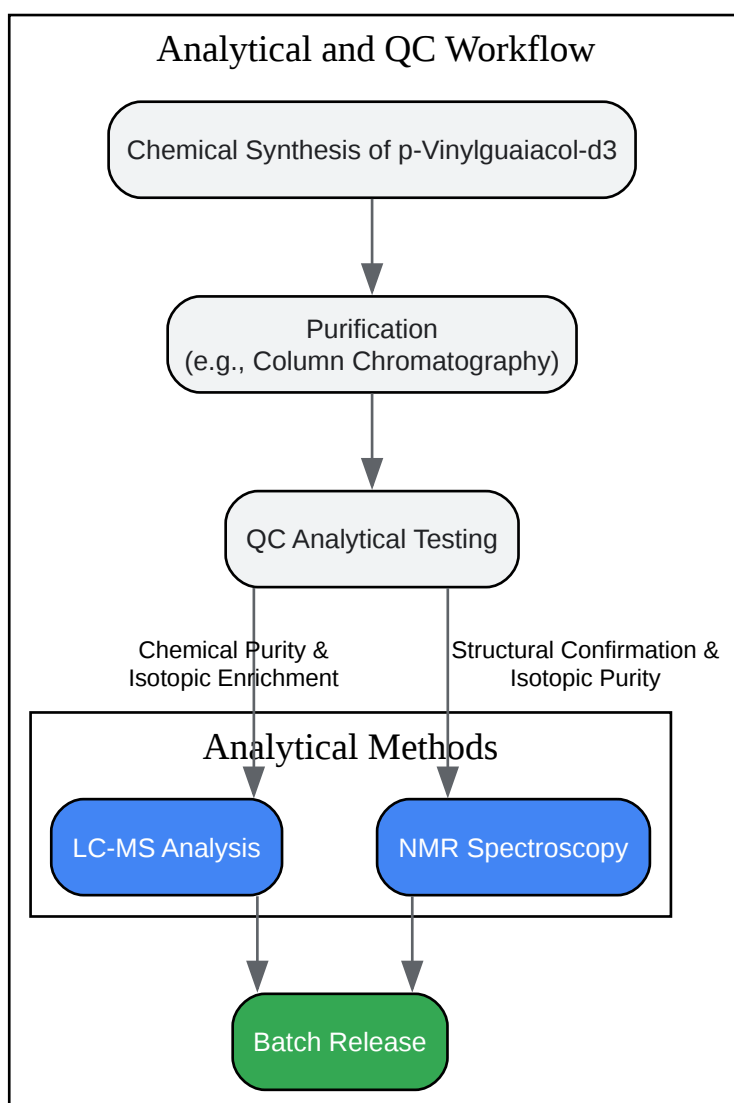 Analytical and QC Workflow
Chemical Synthesis of p-Vinylguaiacol-d3
Purification
(e.g., Column Chromatography)
QC Analytical Testing
Chemical Purity &
Isotopic Enrichment
Structural Confirmation &
Isotopic Purity
Analytical Methods
LC-MS Analysis
NMR Spectroscopy
Batch Release